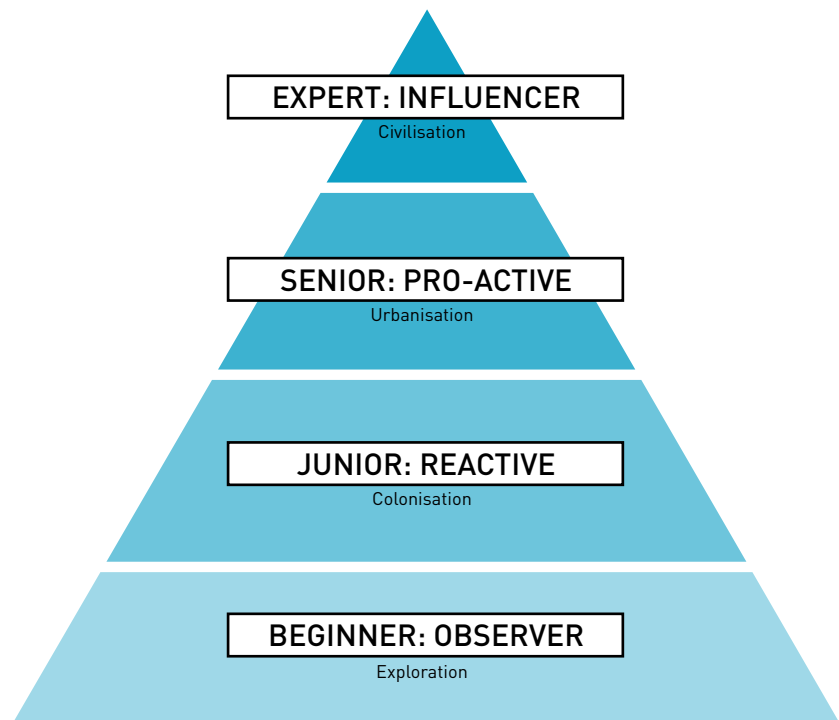 EXPERT: INFLUENCER
Civilisation
SENIOR: PRO-ACTIVE
Urbanisation
JUNIOR: REACTIVE
Colonisation
BEGINNER: OBSERVER
Exploration